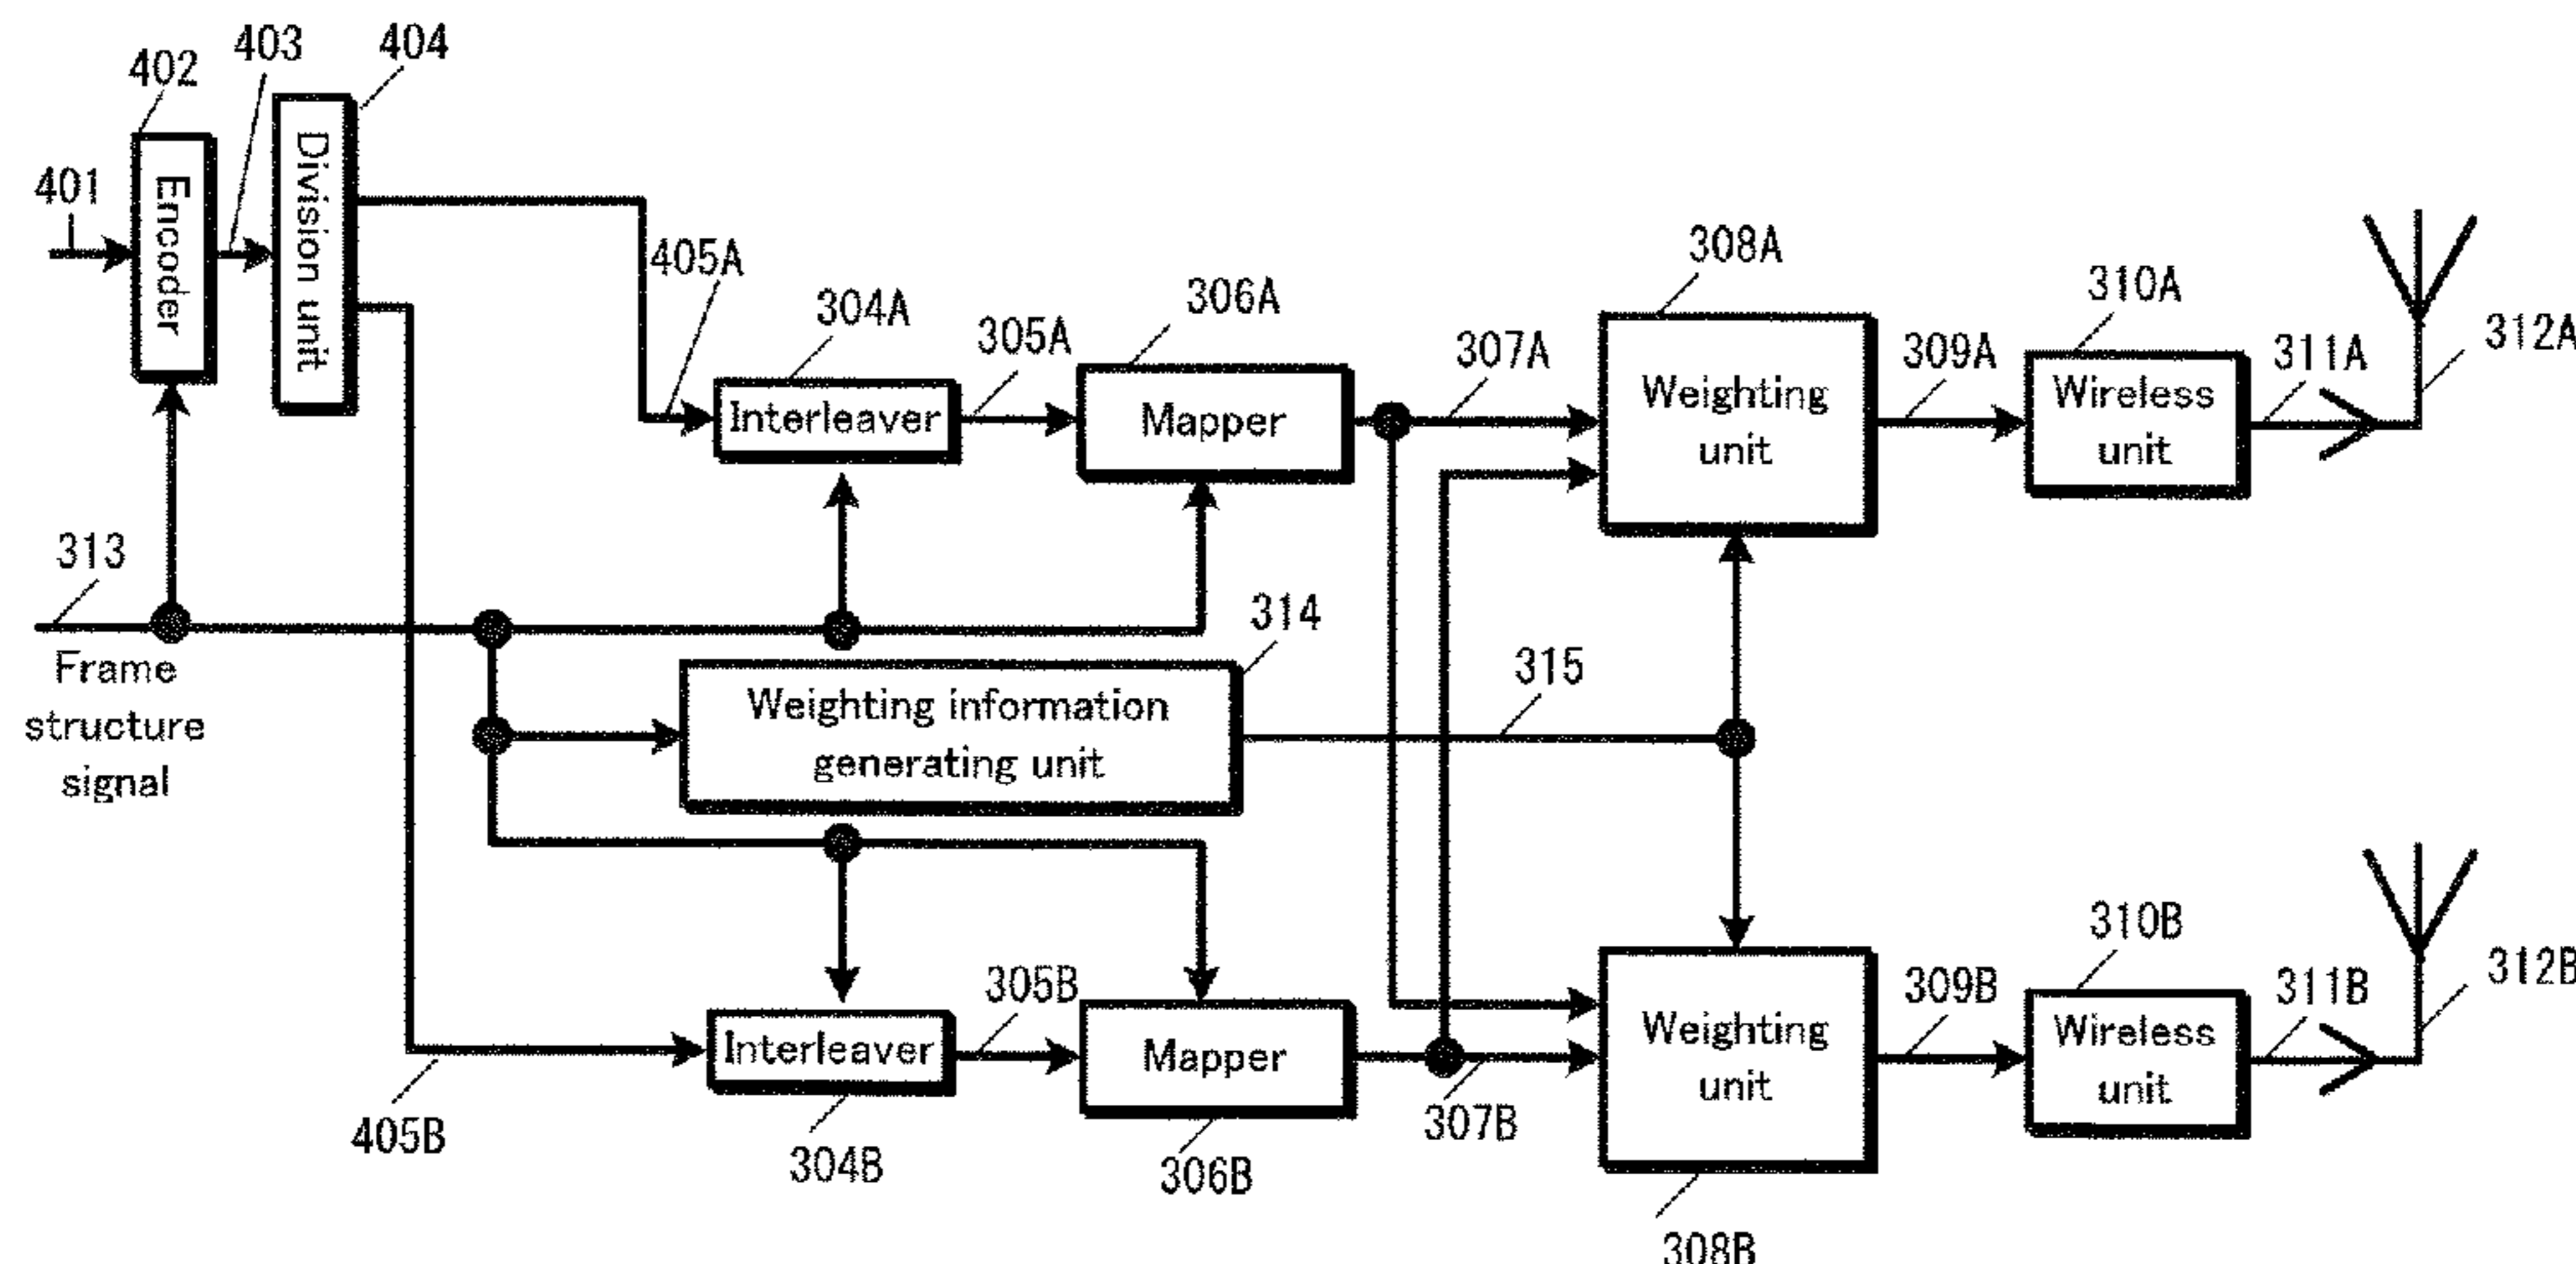 402
403
404
401
Encoder
Division unit
405A
304A
Interleaver
305A
306A
Mapper
307A
308A
Weighting
unit
309A
310A
Wireless
unit
311A
312A
313
Frame
structure
signal
314
Weighting information
generating unit
315
405B
Interleaver
304B
305B
Mapper
306B
307B
Weighting
unit
308B
309B
310B
Wireless
unit
311B
312B